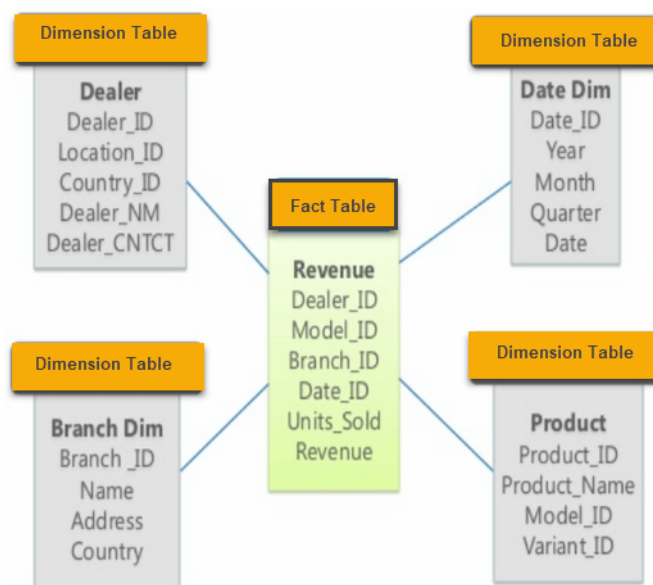 Dimension Table
Dealer
Dealer_ID
Location_ID
Country_ID
Dealer_NM
Dealer_CNTCT
Dimension Table
Date Dim
Date_ID
Year
Month
Quarter
Date
Fact Table
Revenue
Dealer_ID
Model_ID
Branch_ID
Date_ID
Units_Sold
Revenue
Dimension Table
Branch Dim
Branch _ID
Name
Address
Country
Dimension Table
Product
Product_ID
Product_Name
Model_ID
Variant_ID